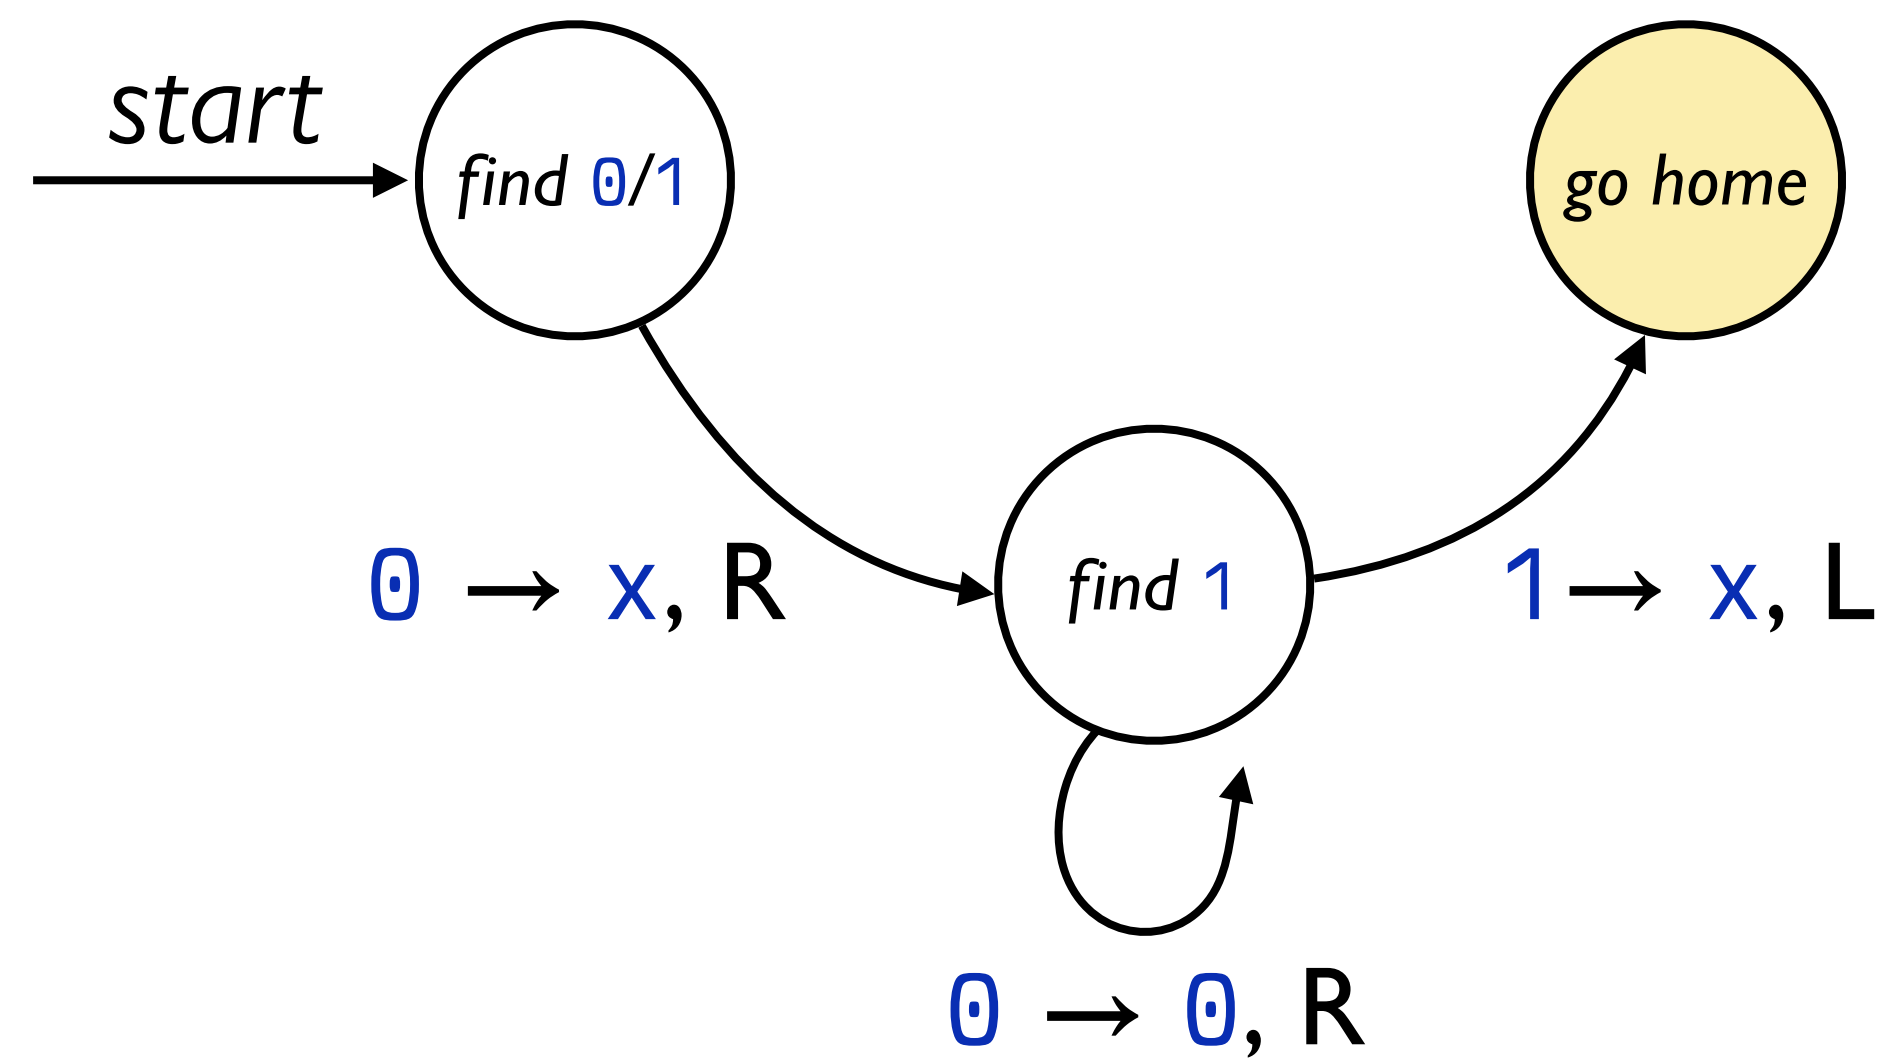 start
find 0/1
go home
0 → x, R
find 1
1 → x, L
0 → 0, R